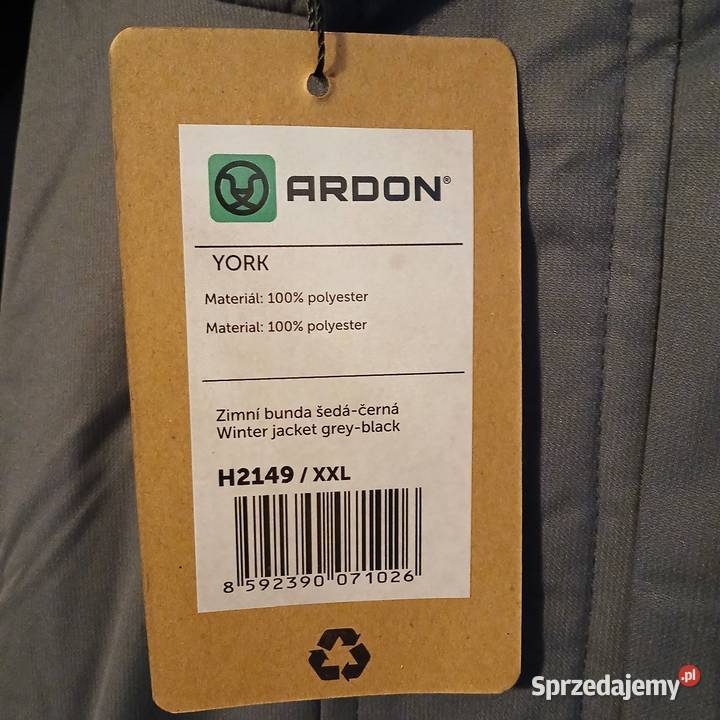 ARDON®
YORK
Materiál: 100% polyester
Material: 100% polyester
Zimní bunda šedá-černá
Winter jacket grey-black
H2149 / XXL
8 592390 071026
Sprzedajemy.pl